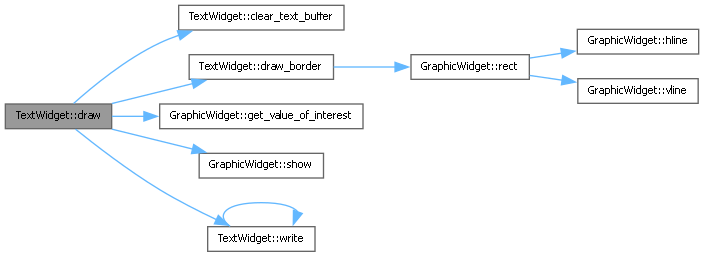 TextWidget::clear_text_buffer
GraphicWidget::hline
TextWidget::draw_border
GraphicWidget::rect
GraphicWidget::vline
TextWidget::draw
GraphicWidget::get_value_of_interest
GraphicWidget::show
TextWidget::write